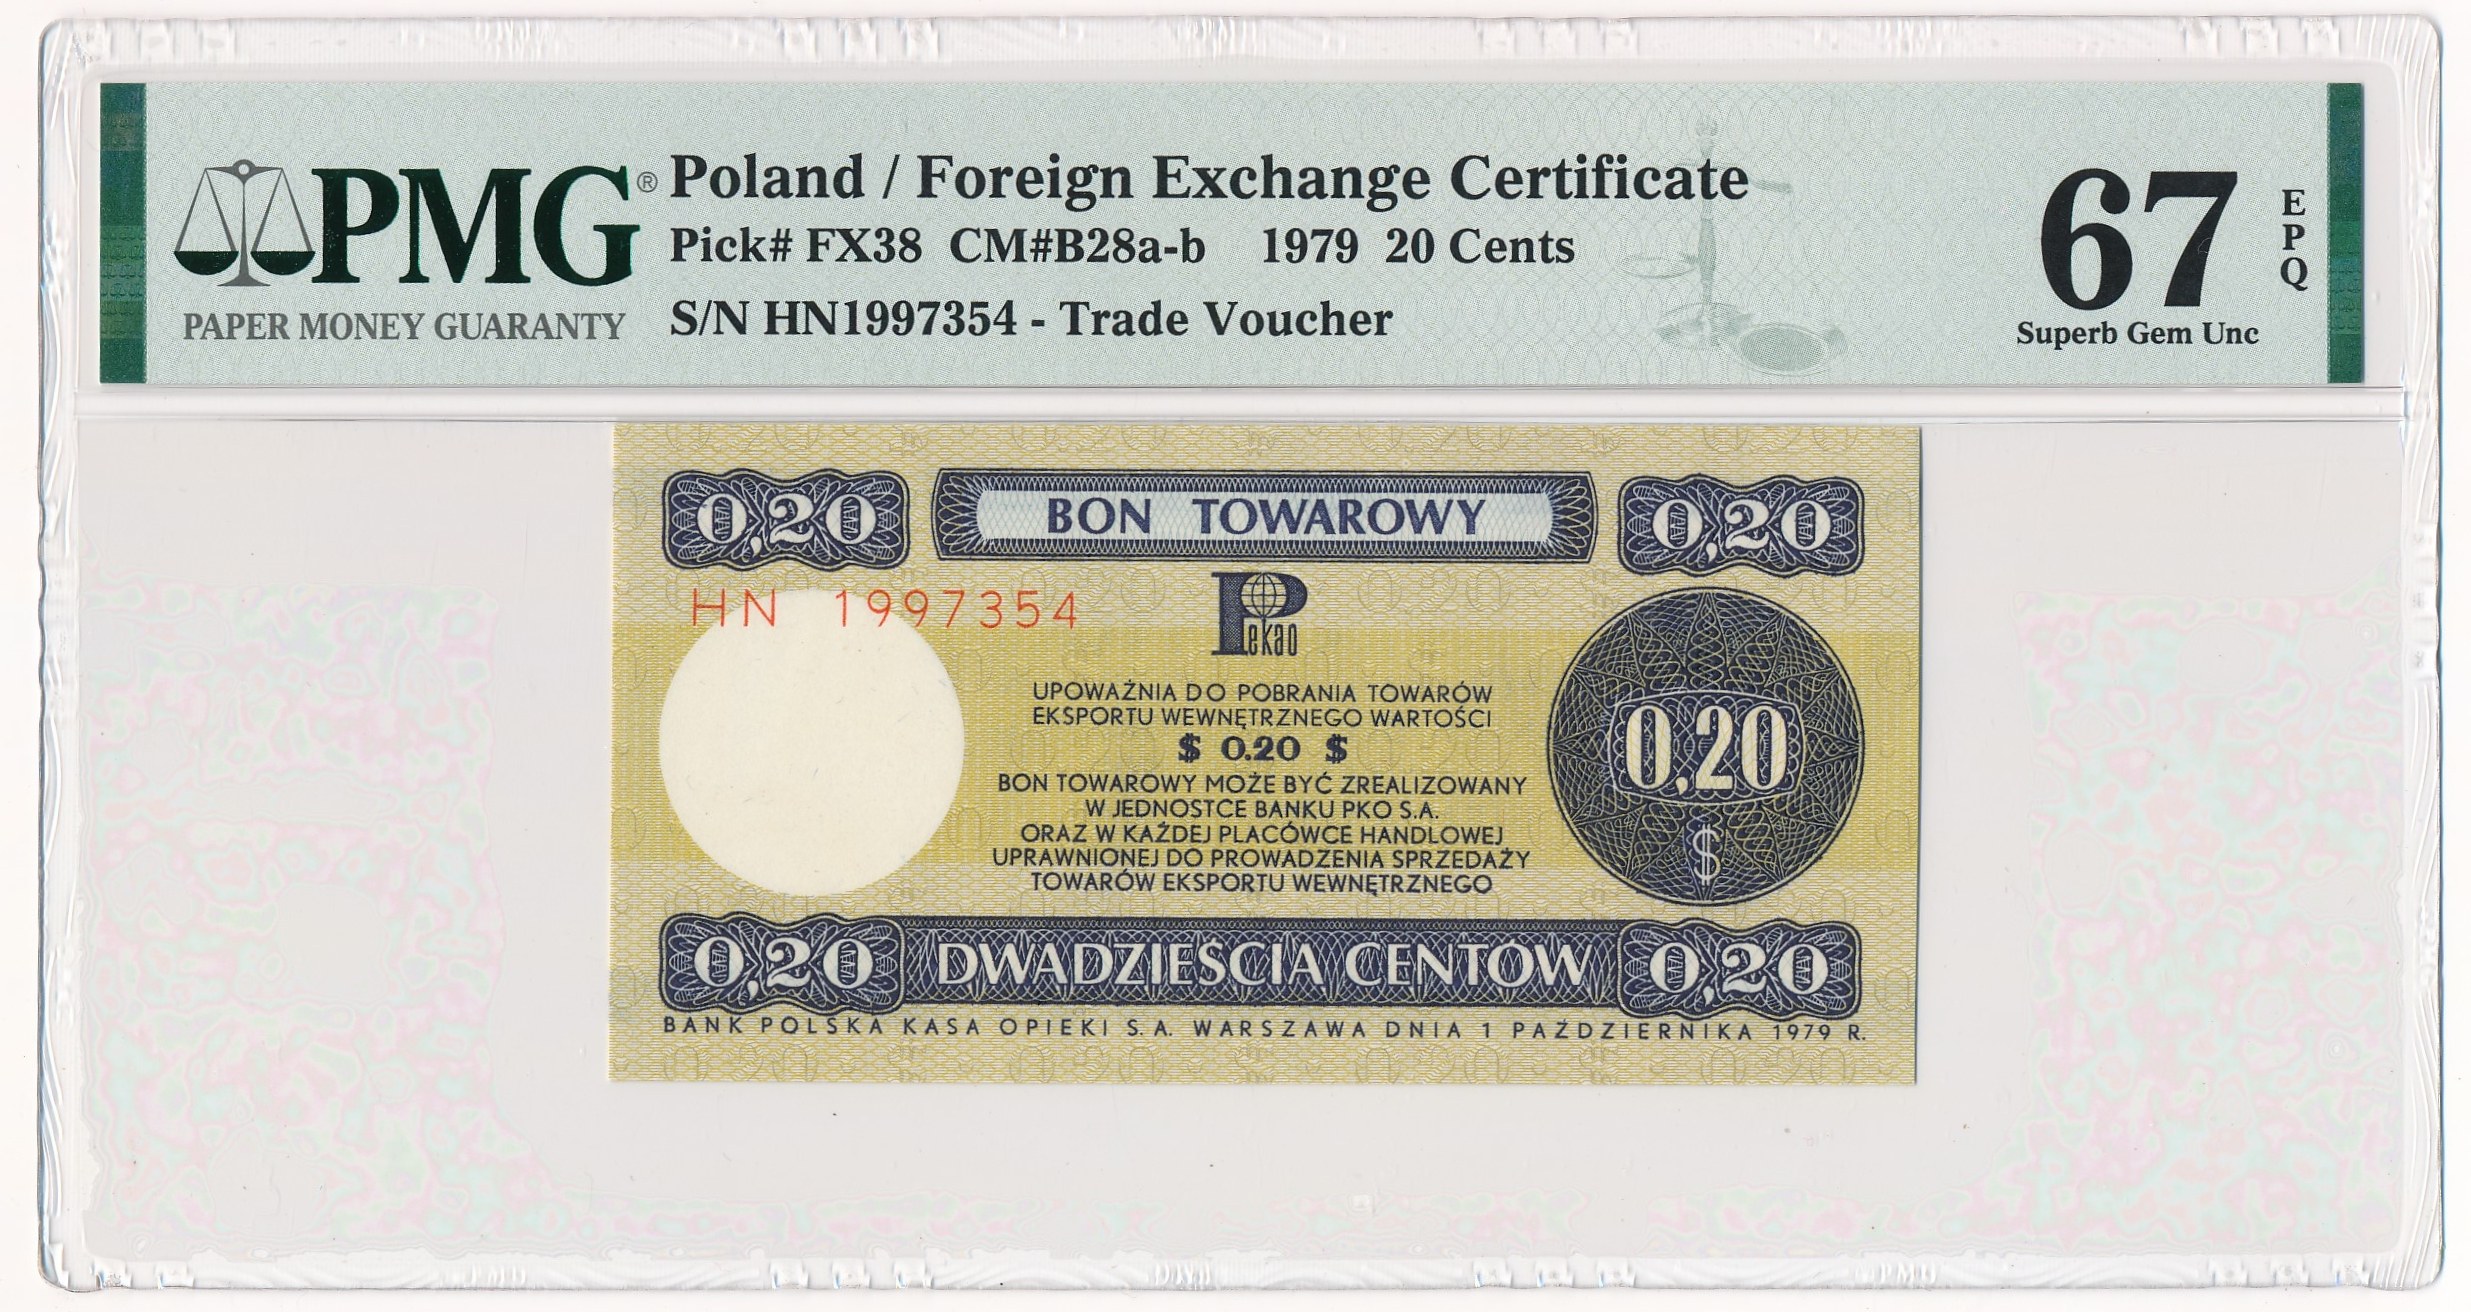 PMG®
PAPER MONEY GUARANTY
Poland / Foreign Exchange Certificate
Pick# FX38 CM#B28a-b 1979 20 Cents
S/N HN1997354 - Trade Voucher
67
EPQ
Superb Gem Unc
0,20 BON TOWAROWY 0,20
HN 1997354
Pekao
UPOWAŻNIA DO POBRANIA TOWARÓW
EKSPORTU WEWNĘTRZNEGO WARTOŚCI
$ 0.20 $
BON TOWAROWY MOŻE BYĆ ZREALIZOWANY
W JEDNOSTCE BANKU PKO S.A.
ORAZ W KAŻDEJ PLACÓWCE HANDLOWEJ
UPRAWNIONEJ DO PROWADZENIA SPRZEDAŻY
TOWARÓW EKSPORTU WEWNĘTRZNEGO
0,20
$
0,20 DWADZIEŚCIA CENTÓW 0,20
BANK POLSKA KASA OPIEKI S.A. WARSZAWA DNIA 1 PAŹDZIERNIKA 1979 R.